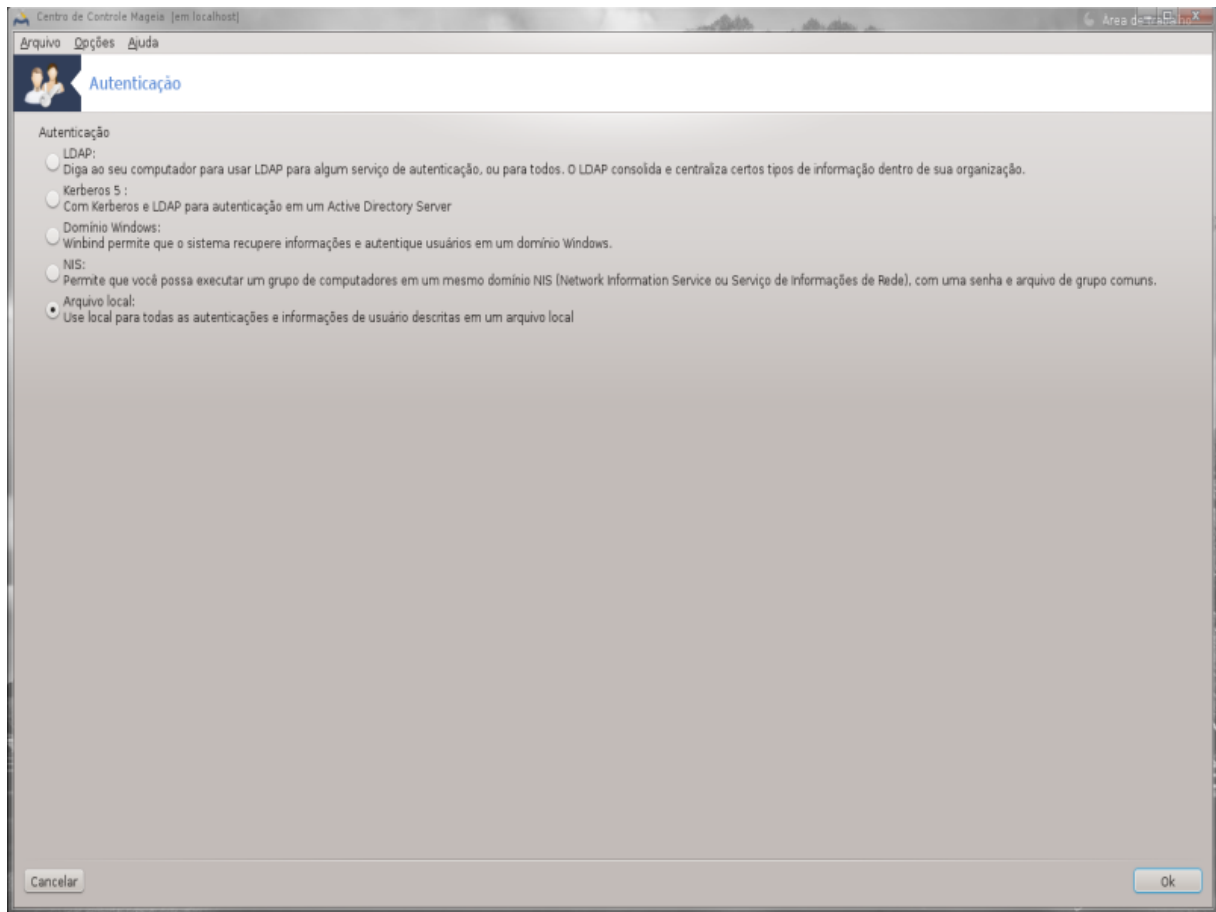 Centro de Controle Mageia [em localhost]
Arquivo Opções Ajuda
Autenticação
Autenticação
LDAP:
Diga ao seu computador para usar LDAP para algum serviço de autenticação, ou para todos. O LDAP consolida e centraliza certos tipos de informação dentro de sua organização.
Kerberos 5 :
Com Kerberos e LDAP para autenticação em um Active Directory Server
Domínio Windows:
Winbind permite que o sistema recupere informações e autentique usuários em um domínio Windows.
NIS:
Permite que você possa executar um grupo de computadores em um mesmo domínio NIS (Network Information Service ou Serviço de Informações de Rede), com uma senha e arquivo de grupo comuns.
Arquivo local:
Use local para todas as autenticações e informações de usuário descritas em um arquivo local
Cancelar
Ok